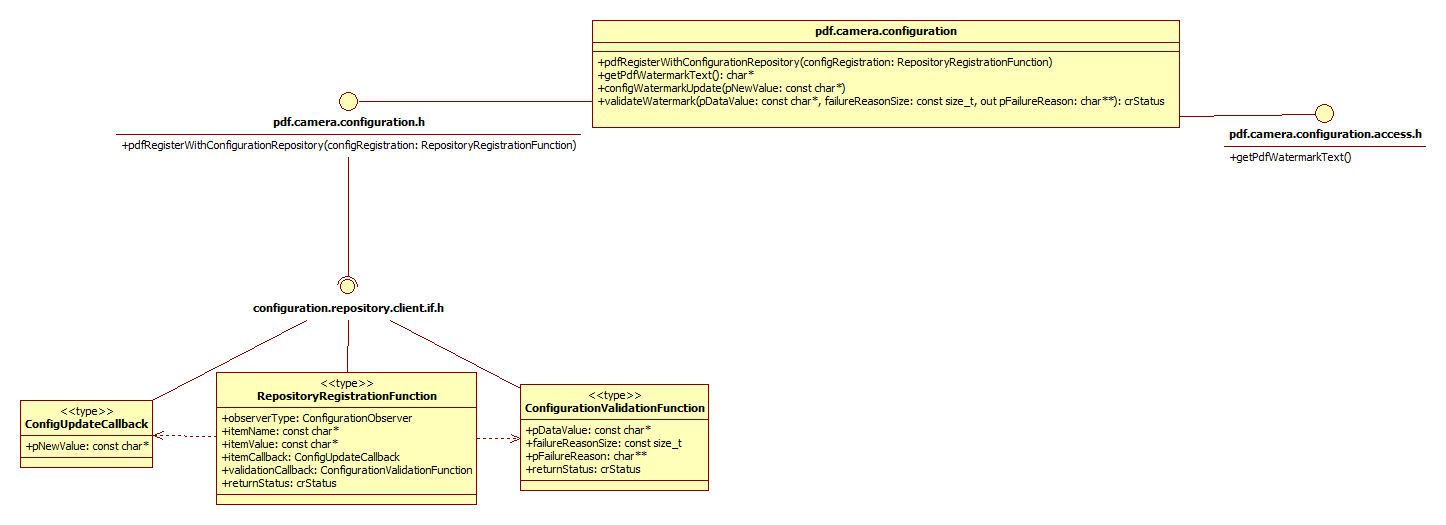 pdf.camera.configuration
+pdfRegisterWithConfigurationRepository(configRegistration: RepositoryRegistrationFunction)
+getPdfWatermarkText(): char*
+configWatermarkUpdate(pNewValue: const char*)
+validateWatermark(pDataValue: const char*, failureReasonSize: const size_t, out pFailureReason: char**): crStatus
pdf.camera.configuration.h
+pdfRegisterWithConfigurationRepository(configRegistration: RepositoryRegistrationFunction)
pdf.camera.configuration.access.h
+getPdfWatermarkText()
configuration.repository.client.if.h
<<type>>
ConfigUpdateCallback
+pNewValue: const char*
<<type>>
RepositoryRegistrationFunction
+observerType: ConfigurationObserver
+itemName: const char*
+itemValue: const char*
+itemCallback: ConfigUpdateCallback
+validationCallback: ConfigurationValidationFunction
+returnStatus: crStatus
<<type>>
ConfigurationValidationFunction
+pDataValue: const char*
+failureReasonSize: const size_t
+pFailureReason: char**
+returnStatus: crStatus